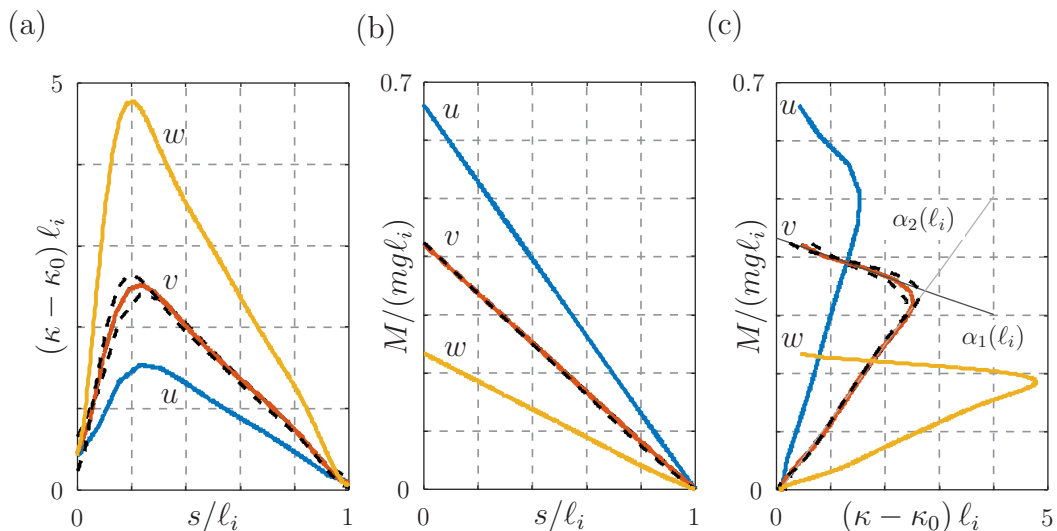 (a)
5
(κ − κ₀) ℓᵢ
w
v
u
0
0
s/ℓᵢ
1
(b)
0.7
M/(mgℓᵢ)
u
v
w
0
0
s/ℓᵢ
1
(c)
0.7
M/(mgℓᵢ)
u
v
w
α₂(ℓᵢ)
α₁(ℓᵢ)
0
0
(κ − κ₀) ℓᵢ
5